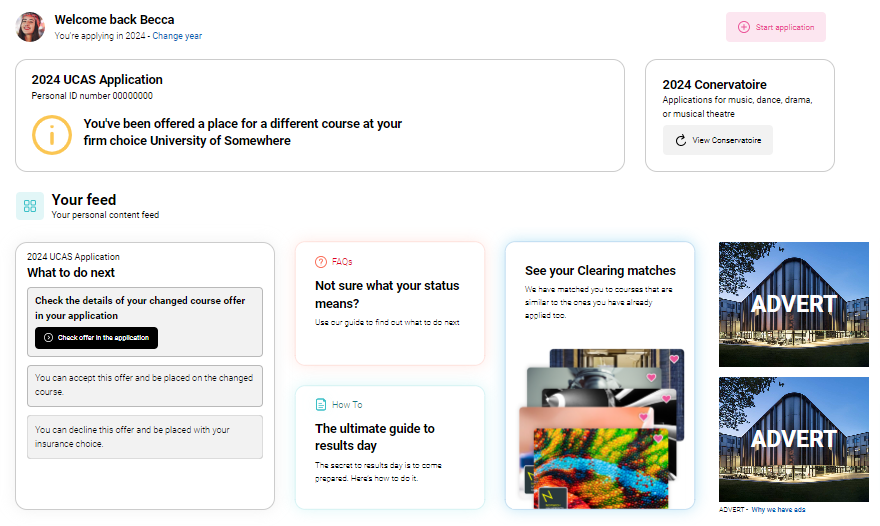 Welcome back Becca
You're applying in 2024 - Change year
Start application
2024 UCAS Application
Personal ID number 00000000
You've been offered a place for a different course at your
firm choice University of Somewhere
2024 Conervatoire
Applications for music, dance, drama,
or musical theatre
View Conservatoire
Your feed
Your personal content feed
2024 UCAS Application
What to do next
Check the details of your changed course offer
in your application
Check offer in the application
You can accept this offer and be placed on the changed
course.
You can decline this offer and be placed with your
insurance choice.
FAQs
Not sure what your status
means?
Use our guide to find out what to do next
How To
The ultimate guide to
results day
The secret to results day is to come
prepared. Here's how to do it.
See your Clearing matches
We have matched you to courses that are
similar to the ones you have already
applied too.
ADVERT
ADVERT
ADVERT - Why we have ads